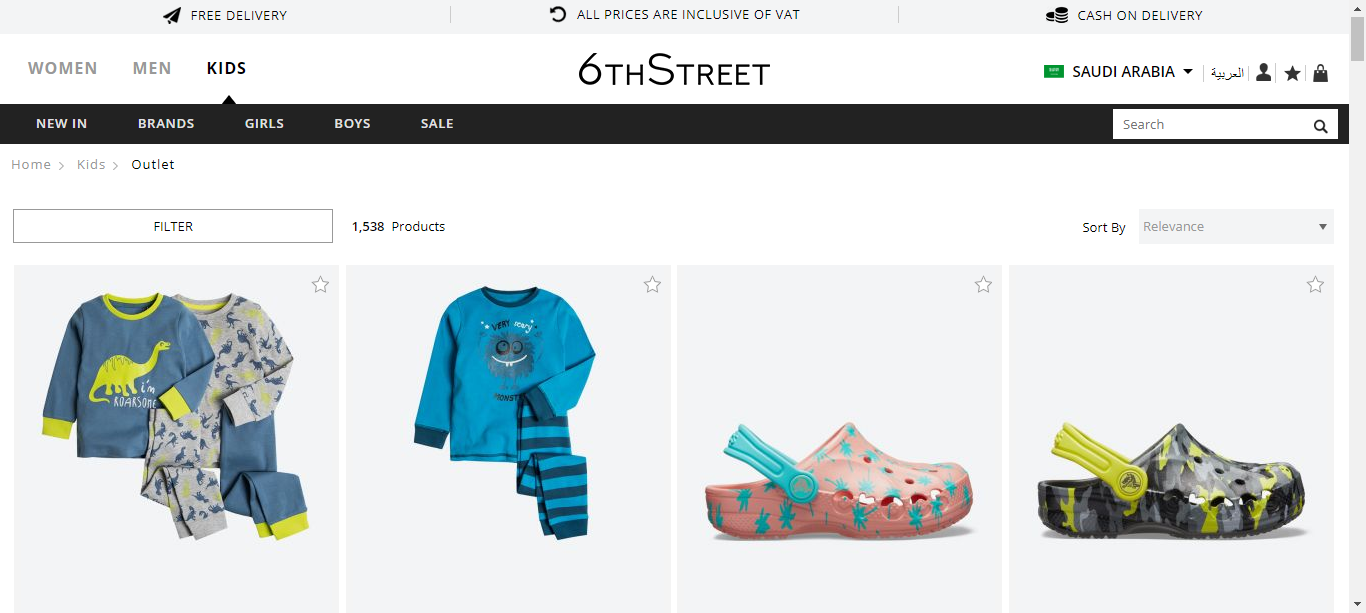 FREE DELIVERY
ALL PRICES ARE INCLUSIVE OF VAT
CASH ON DELIVERY
WOMEN MEN KIDS
6THSTREET
SAUDI ARABIA
العربية
NEW IN BRANDS GIRLS BOYS SALE
Search
Home > Kids > Outlet
FILTER
1,538 Products
Sort By Relevance
i'm
ROARSOME
VERY scary
MONST